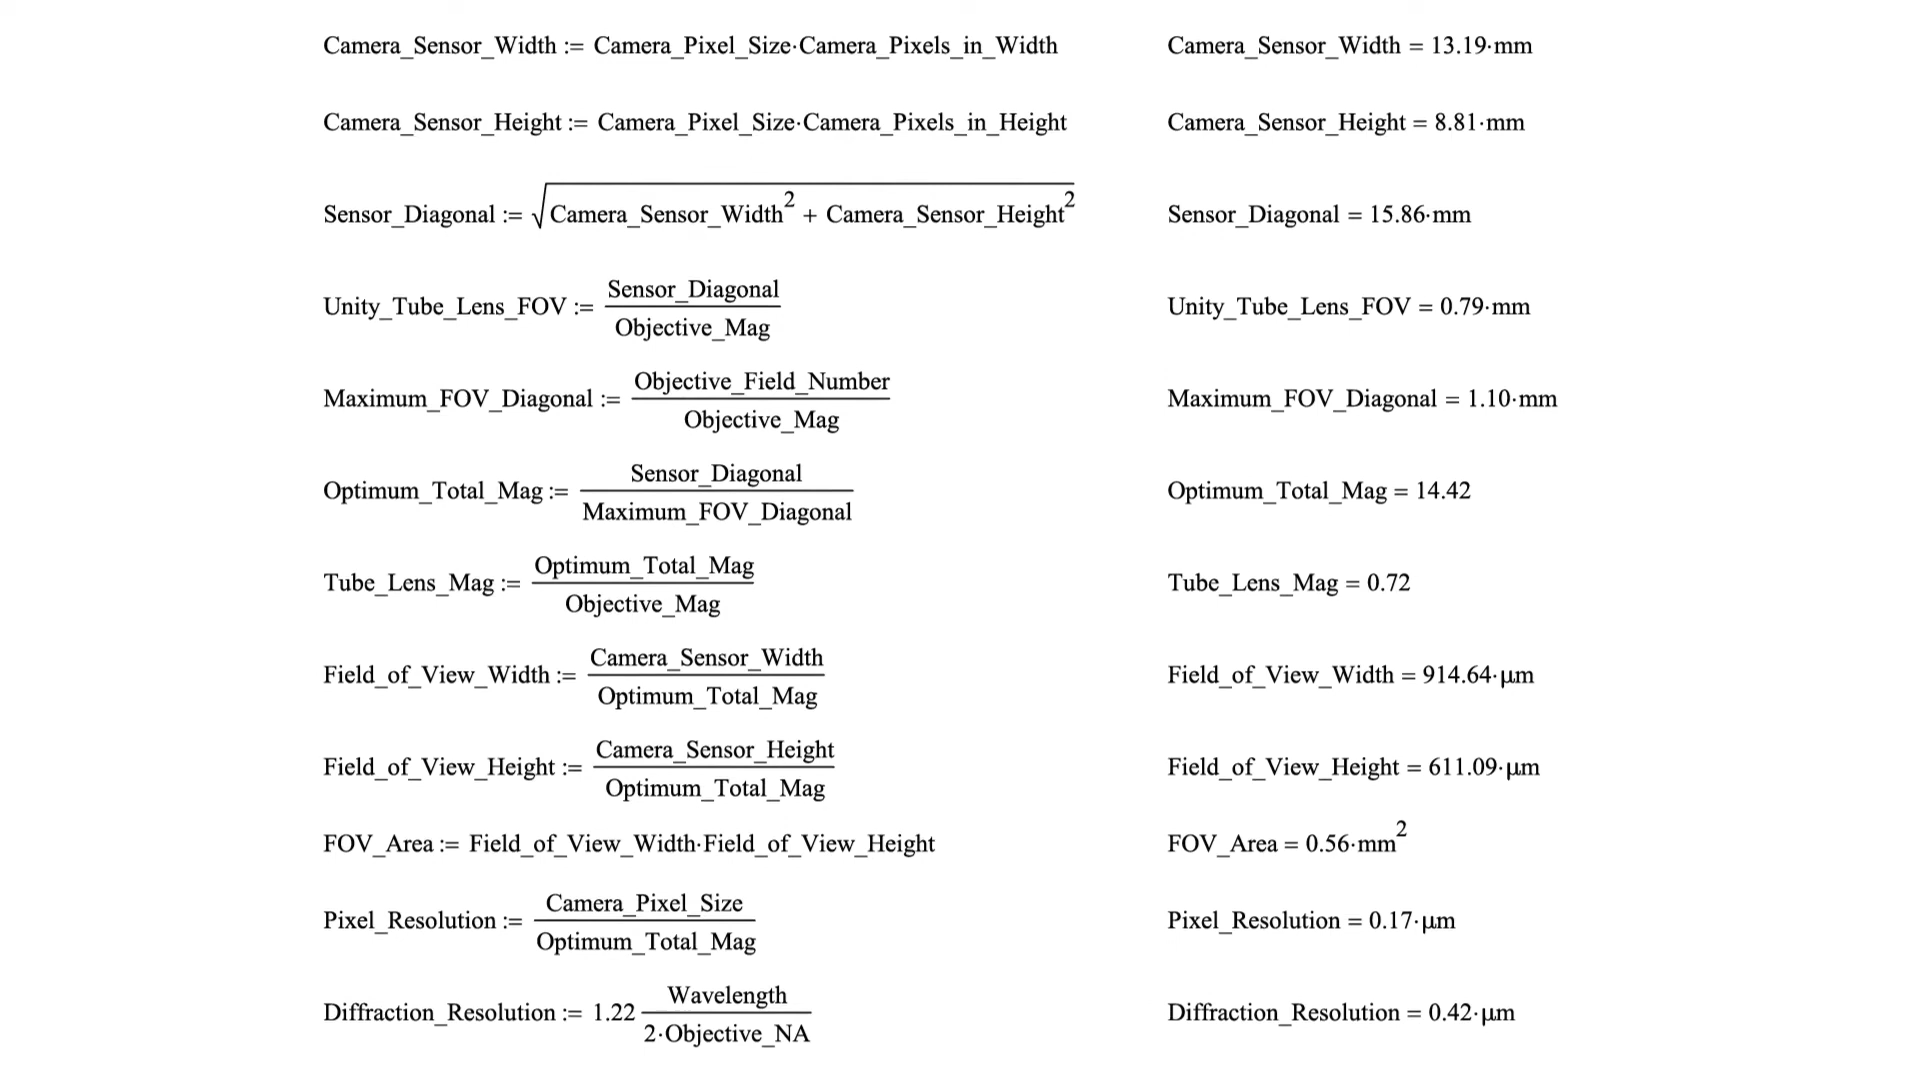 Camera_Sensor_Width := Camera_Pixel_Size·Camera_Pixels_in_Width Camera_Sensor_Width = 13.19·mm
Camera_Sensor_Height := Camera_Pixel_Size·Camera_Pixels_in_Height Camera_Sensor_Height = 8.81·mm
Sensor_Diagonal := √(Camera_Sensor_Width² + Camera_Sensor_Height²) Sensor_Diagonal = 15.86·mm
Unity_Tube_Lens_FOV := Sensor_Diagonal / Objective_Mag Unity_Tube_Lens_FOV = 0.79·mm
Maximum_FOV_Diagonal := Objective_Field_Number / Objective_Mag Maximum_FOV_Diagonal = 1.10·mm
Optimum_Total_Mag := Sensor_Diagonal / Maximum_FOV_Diagonal Optimum_Total_Mag = 14.42
Tube_Lens_Mag := Optimum_Total_Mag / Objective_Mag Tube_Lens_Mag = 0.72
Field_of_View_Width := Camera_Sensor_Width / Optimum_Total_Mag Field_of_View_Width = 914.64·μm
Field_of_View_Height := Camera_Sensor_Height / Optimum_Total_Mag Field_of_View_Height = 611.09·μm
FOV_Area := Field_of_View_Width·Field_of_View_Height FOV_Area = 0.56·mm²
Pixel_Resolution := Camera_Pixel_Size / Optimum_Total_Mag Pixel_Resolution = 0.17·μm
Diffraction_Resolution := 1.22 Wavelength / 2·Objective_NA Diffraction_Resolution = 0.42·μm